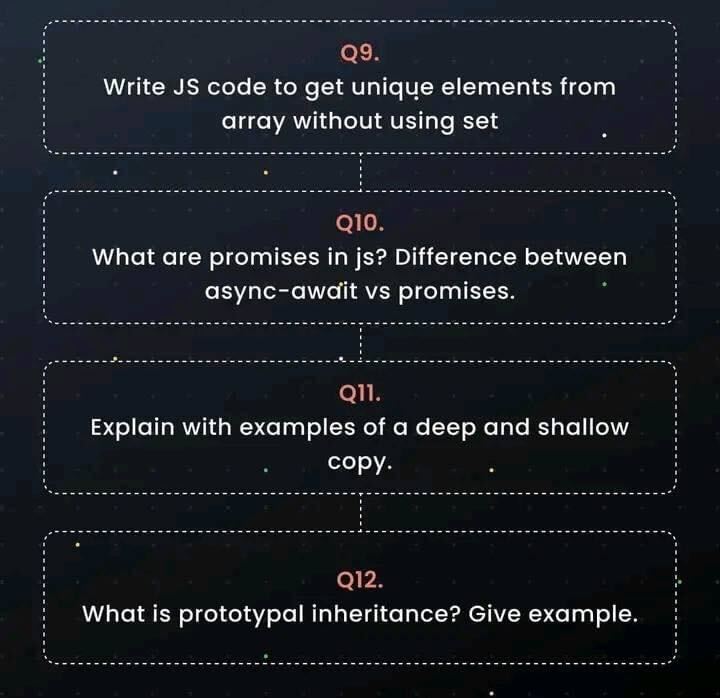 Q9.
Write JS code to get unique elements from
array without using set
Q10.
What are promises in js? Difference between
async-await vs promises.
Q11.
Explain with examples of a deep and shallow
copy.
Q12.
What is prototypal inheritance? Give example.